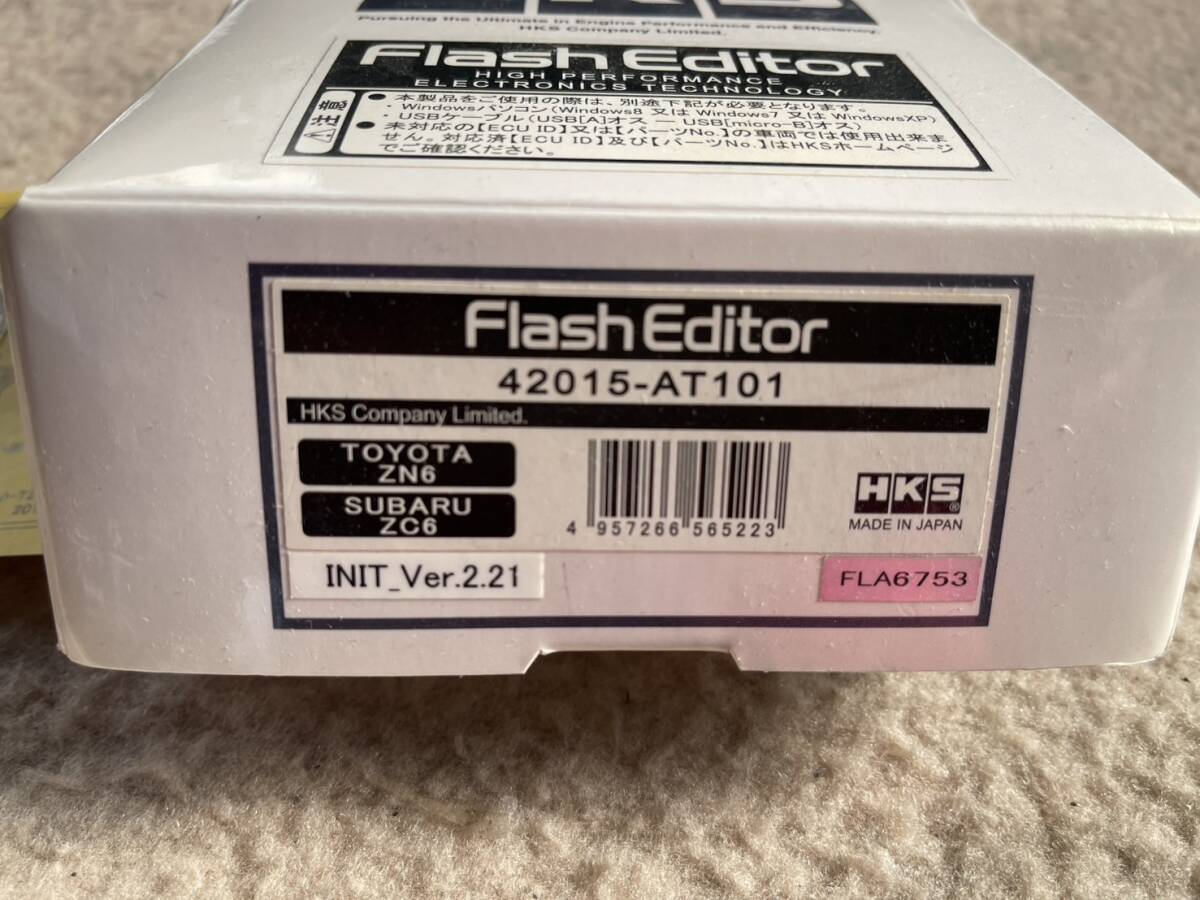 HKS
Pursuing the Ultimate in Engine Performance and Efficiency.
HKS Company Limited.
Flash Editor
HIGH PERFORMANCE
ELECTRONICS TECHNOLOGY
⚠注意
●本製品をご使用の際は、別途下記が必要となります。
・Windowsパソコン(Windows8 又は Windows7 又は WindowsXP)
・USBケーブル(USB[A]オス ― USB[micro-B]オス)
●未対応の【ECU ID】又は【パーツNo.】の車両では使用出来ま
せん。対応済【ECU ID】及び【パーツNo.】はHKSホームページ
でご確認ください。
Flash Editor
42015-AT101
HKS Company Limited.
TOYOTA
ZN6
SUBARU
ZC6
4 957266 565223
HKS®
MADE IN JAPAN
INIT_Ver.2.21
FLA6753